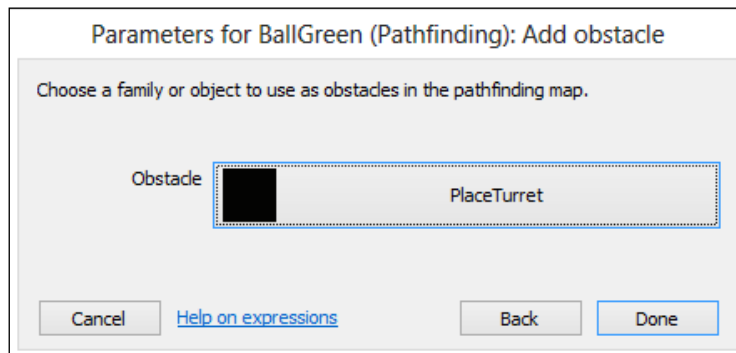 Parameters for BallGreen (Pathfinding): Add obstacle
Choose a family or object to use as obstacles in the pathfinding map.
Obstacle
PlaceTurret
Cancel
Help on expressions
Back
Done